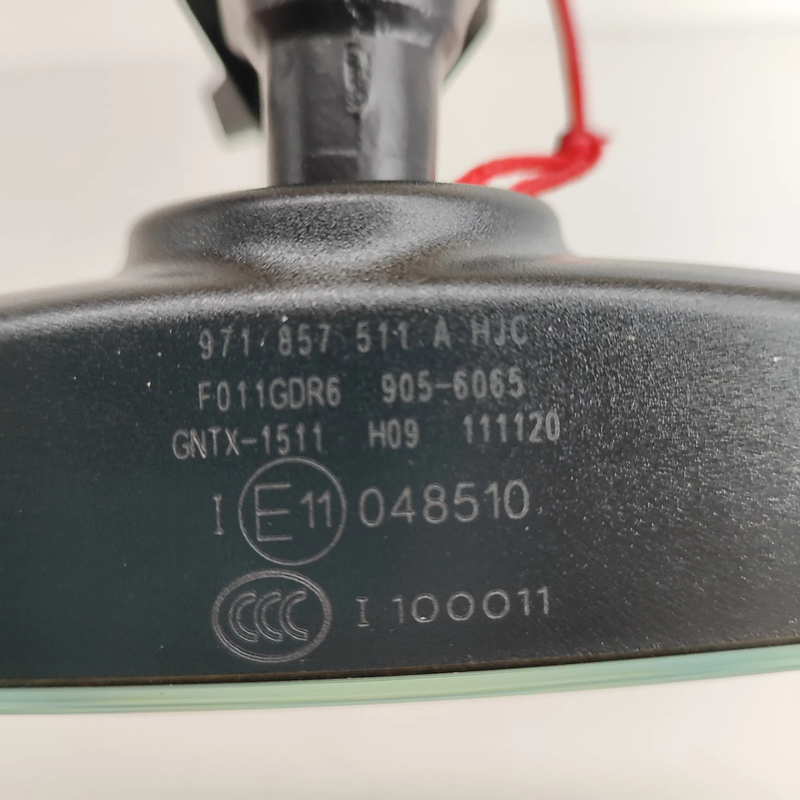 971 857 511 A HJC
F011GDR6 905-6065
GNTX-1511 H09 111120
I E11 048510
CCC I 100011